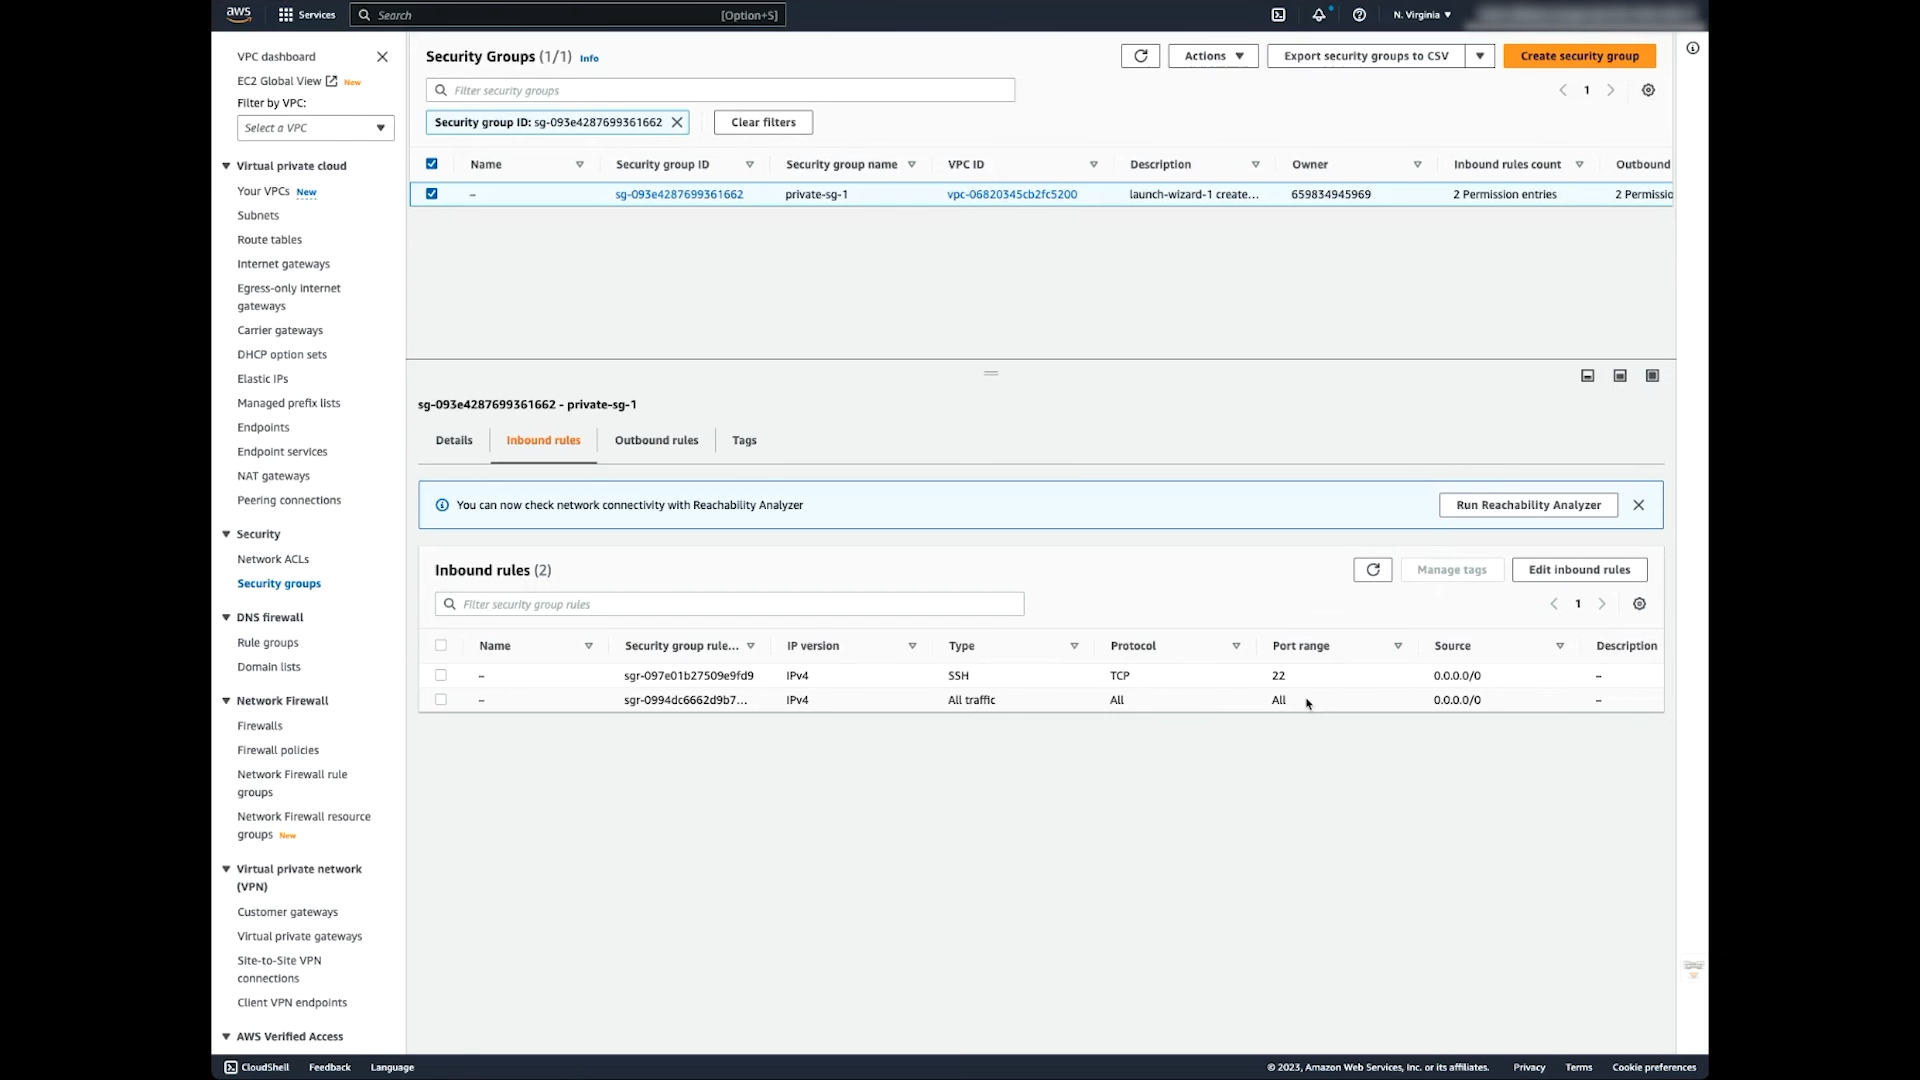 aws
Services
Search
[Option+S]
N. Virginia
VPC dashboard
EC2 Global View New
Filter by VPC:
Select a VPC
Virtual private cloud
Your VPCs New
Subnets
Route tables
Internet gateways
Egress-only internet
gateways
Carrier gateways
DHCP option sets
Elastic IPs
Managed prefix lists
Endpoints
Endpoint services
NAT gateways
Peering connections
Security
Network ACLs
Security groups
DNS firewall
Rule groups
Domain lists
Network Firewall
Firewalls
Firewall policies
Network Firewall rule
groups
Network Firewall resource
groups New
Virtual private network
(VPN)
Customer gateways
Virtual private gateways
Site-to-Site VPN
connections
Client VPN endpoints
AWS Verified Access
Security Groups (1/1) Info
Actions
Export security groups to CSV
Create security group
Filter security groups
1
Security group ID: sg-093e4287699361662
Clear filters
Name Security group ID Security group name VPC ID Description Owner Inbound rules count Outbound
– sg-093e4287699361662 private-sg-1 vpc-06820345cb2fc5200 launch-wizard-1 create... 659834945969 2 Permission entries 2 Permissio
sg-093e4287699361662 - private-sg-1
Details Inbound rules Outbound rules Tags
You can now check network connectivity with Reachability Analyzer
Run Reachability Analyzer
Inbound rules (2)
Manage tags
Edit inbound rules
Filter security group rules
1
Name Security group rule... IP version Type Protocol Port range Source Description
– sgr-097e01b27509e9fd9 IPv4 SSH TCP 22 0.0.0.0/0 –
– sgr-0994dc6662d9b7... IPv4 All traffic All All 0.0.0.0/0 –
CloudShell Feedback Language
© 2023, Amazon Web Services, Inc. or its affiliates. Privacy Terms Cookie preferences